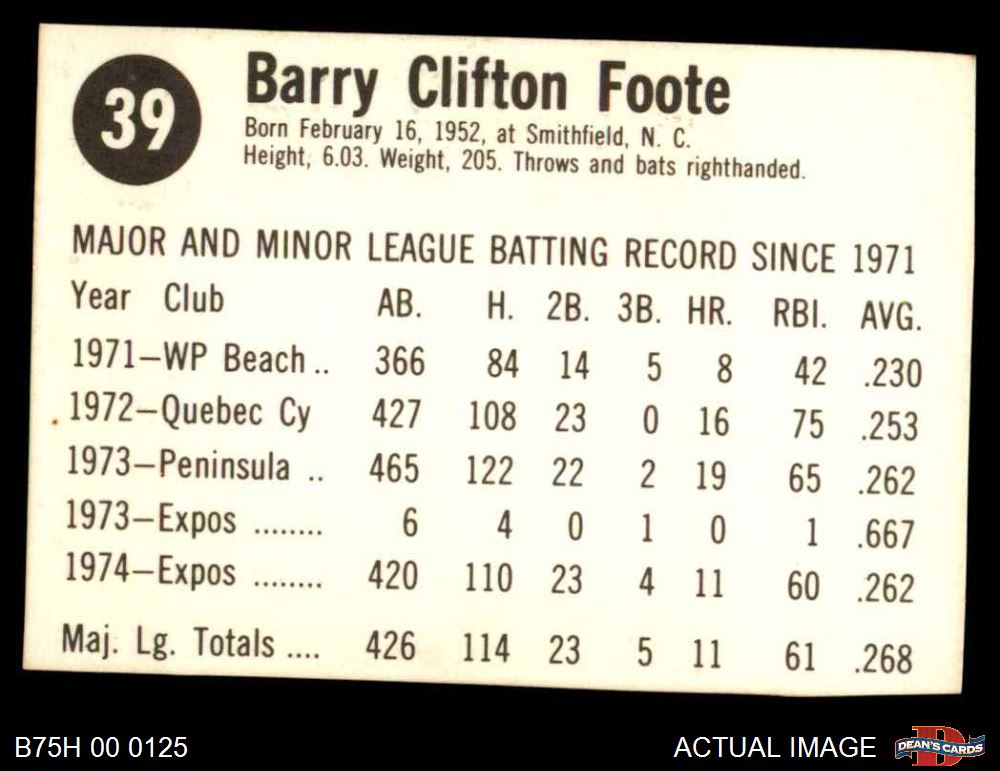 39
Barry Clifton Foote
Born February 16, 1952, at Smithfield, N. C.
Height, 6.03. Weight, 205. Throws and bats righthanded.
MAJOR AND MINOR LEAGUE BATTING RECORD SINCE 1971
Year Club AB. H. 2B. 3B. HR. RBI. AVG.
1971–WP Beach .. 366 84 14 5 8 42 .230
1972–Quebec Cy 427 108 23 0 16 75 .253
1973–Peninsula .. 465 122 22 2 19 65 .262
1973–Expos ........ 6 4 0 1 0 1 .667
1974–Expos ........ 420 110 23 4 11 60 .262
Maj. Lg. Totals .... 426 114 23 5 11 61 .268
B75H 00 0125 ACTUAL IMAGE DEAN'S CARDS